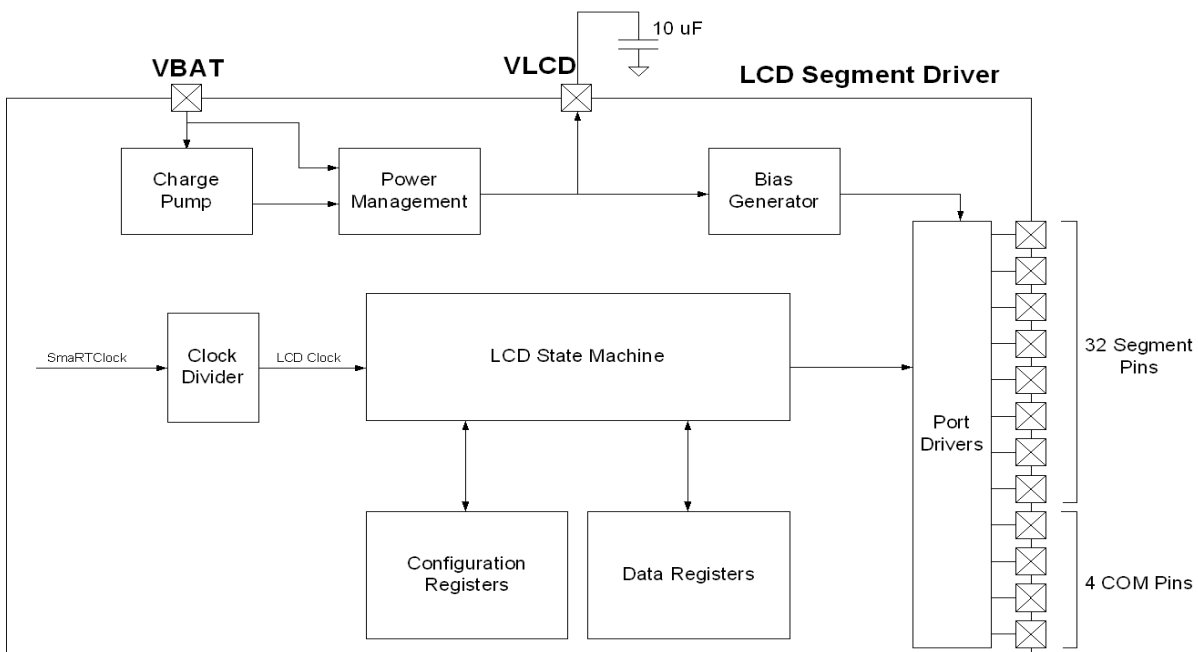 10 uF
VBAT
VLCD
LCD Segment Driver
Charge
Pump
Power
Management
Bias
Generator
SmaRTClock
Clock
Divider
LCD Clock
LCD State Machine
32 Segment
Pins
Port
Drivers
Configuration
Registers
Data Registers
4 COM Pins